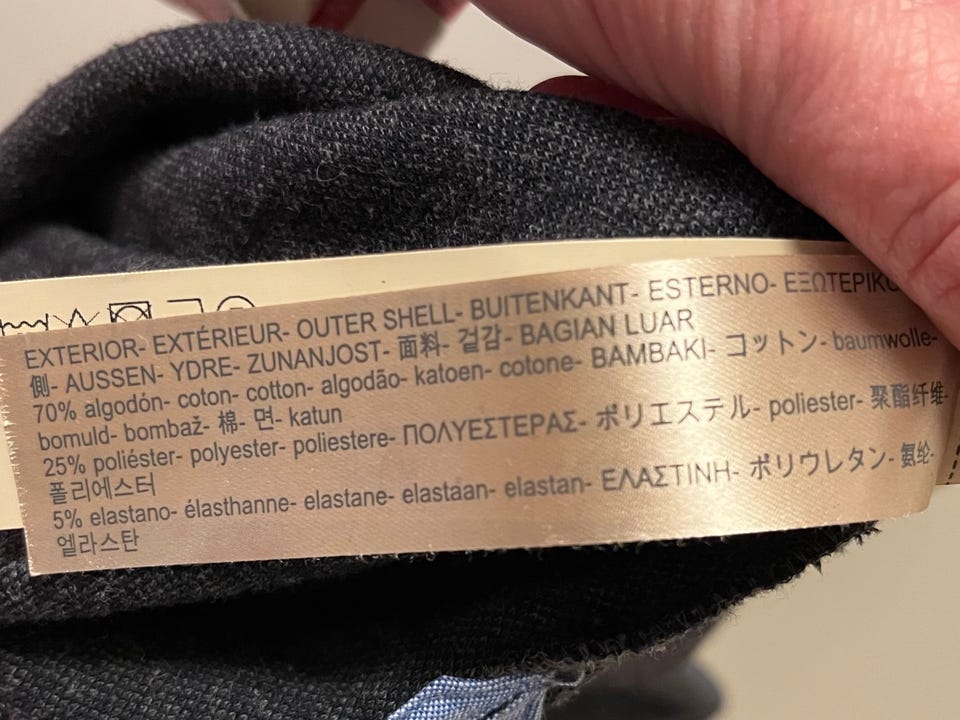 EXTERIOR- EXTÉRIEUR- OUTER SHELL- BUITENKANT- ESTERNO- ΕΞΩΤΕΡΙΚΟ
側- AUSSEN- YDRE- ZUNANJOST- 面料- 겉감- BAGIAN LUAR
70% algodón- coton- cotton- algodão- katoen- cotone- BAMBAKI- コットン- baumwolle-
bomuld- bombaž- 棉- 면- katun
25% poliéster- polyester- poliestere- ΠΟΛΥΕΣΤΕΡΑΣ- ポリエステル- poliester- 聚酯纤维-
폴리에스터
5% elastano- élasthanne- elastane- elastaan- elastan- ΕΛΑΣΤΙΝΗ- ポリウレタン- 氨纶-
엘라스탄